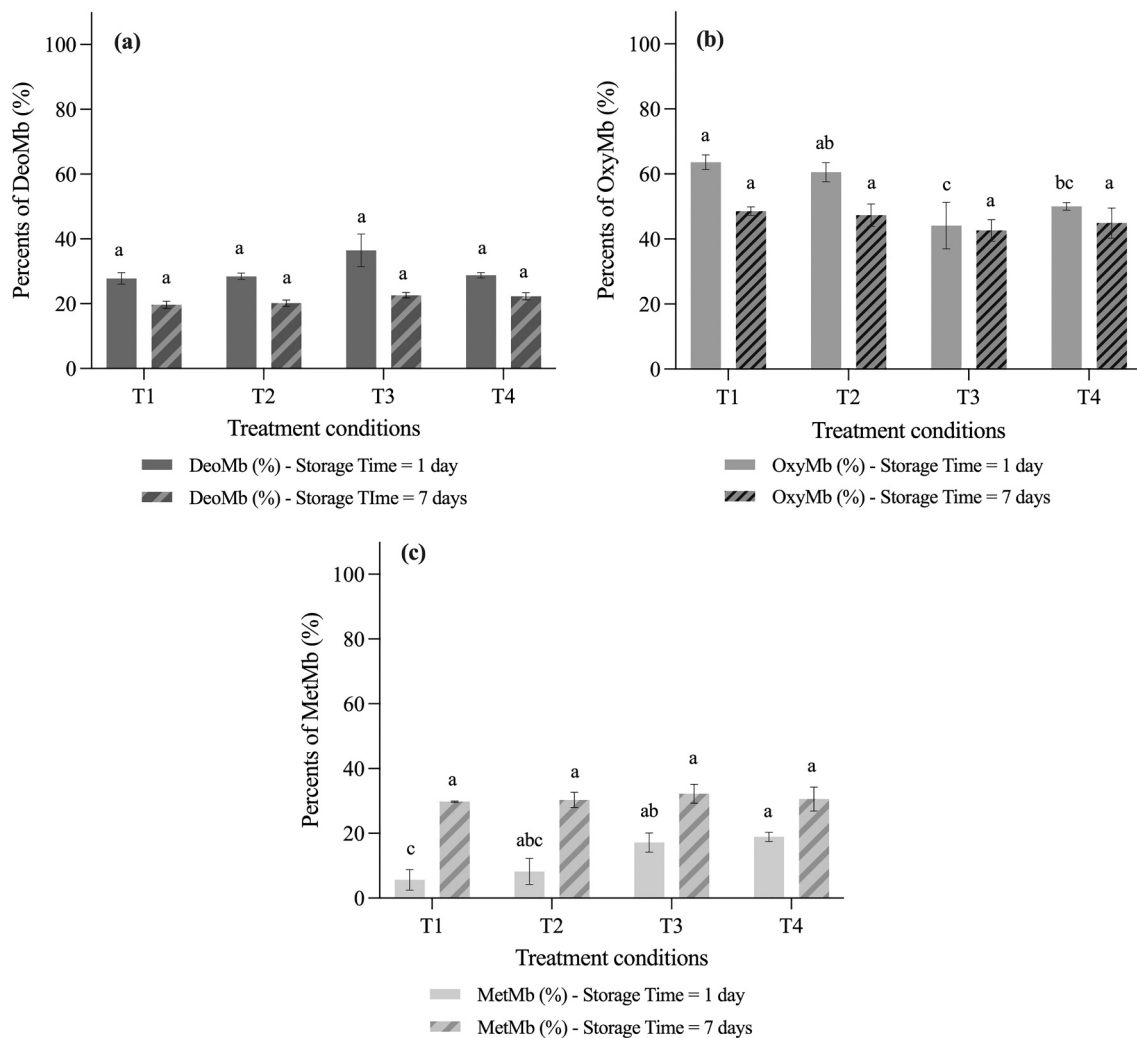 (a)
Percents of DeoMb (%)
100
80
60
40
20
0
a a a a a a a a
T1 T2 T3 T4
Treatment conditions
DeoMb (%) - Storage Time = 1 day
DeoMb (%) - Storage TIme = 7 days
(b)
Percents of OxyMb (%)
100
80
60
40
20
0
a a ab a c a bc a
T1 T2 T3 T4
Treatment conditions
OxyMb (%) - Storage Time = 1 day
OxyMb (%) - Storage Time = 7 days
(c)
Percents of MetMb (%)
100
80
60
40
20
0
c a abc a ab a a a
T1 T2 T3 T4
Treatment conditions
MetMb (%) - Storage Time = 1 day
MetMb (%) - Storage Time = 7 days